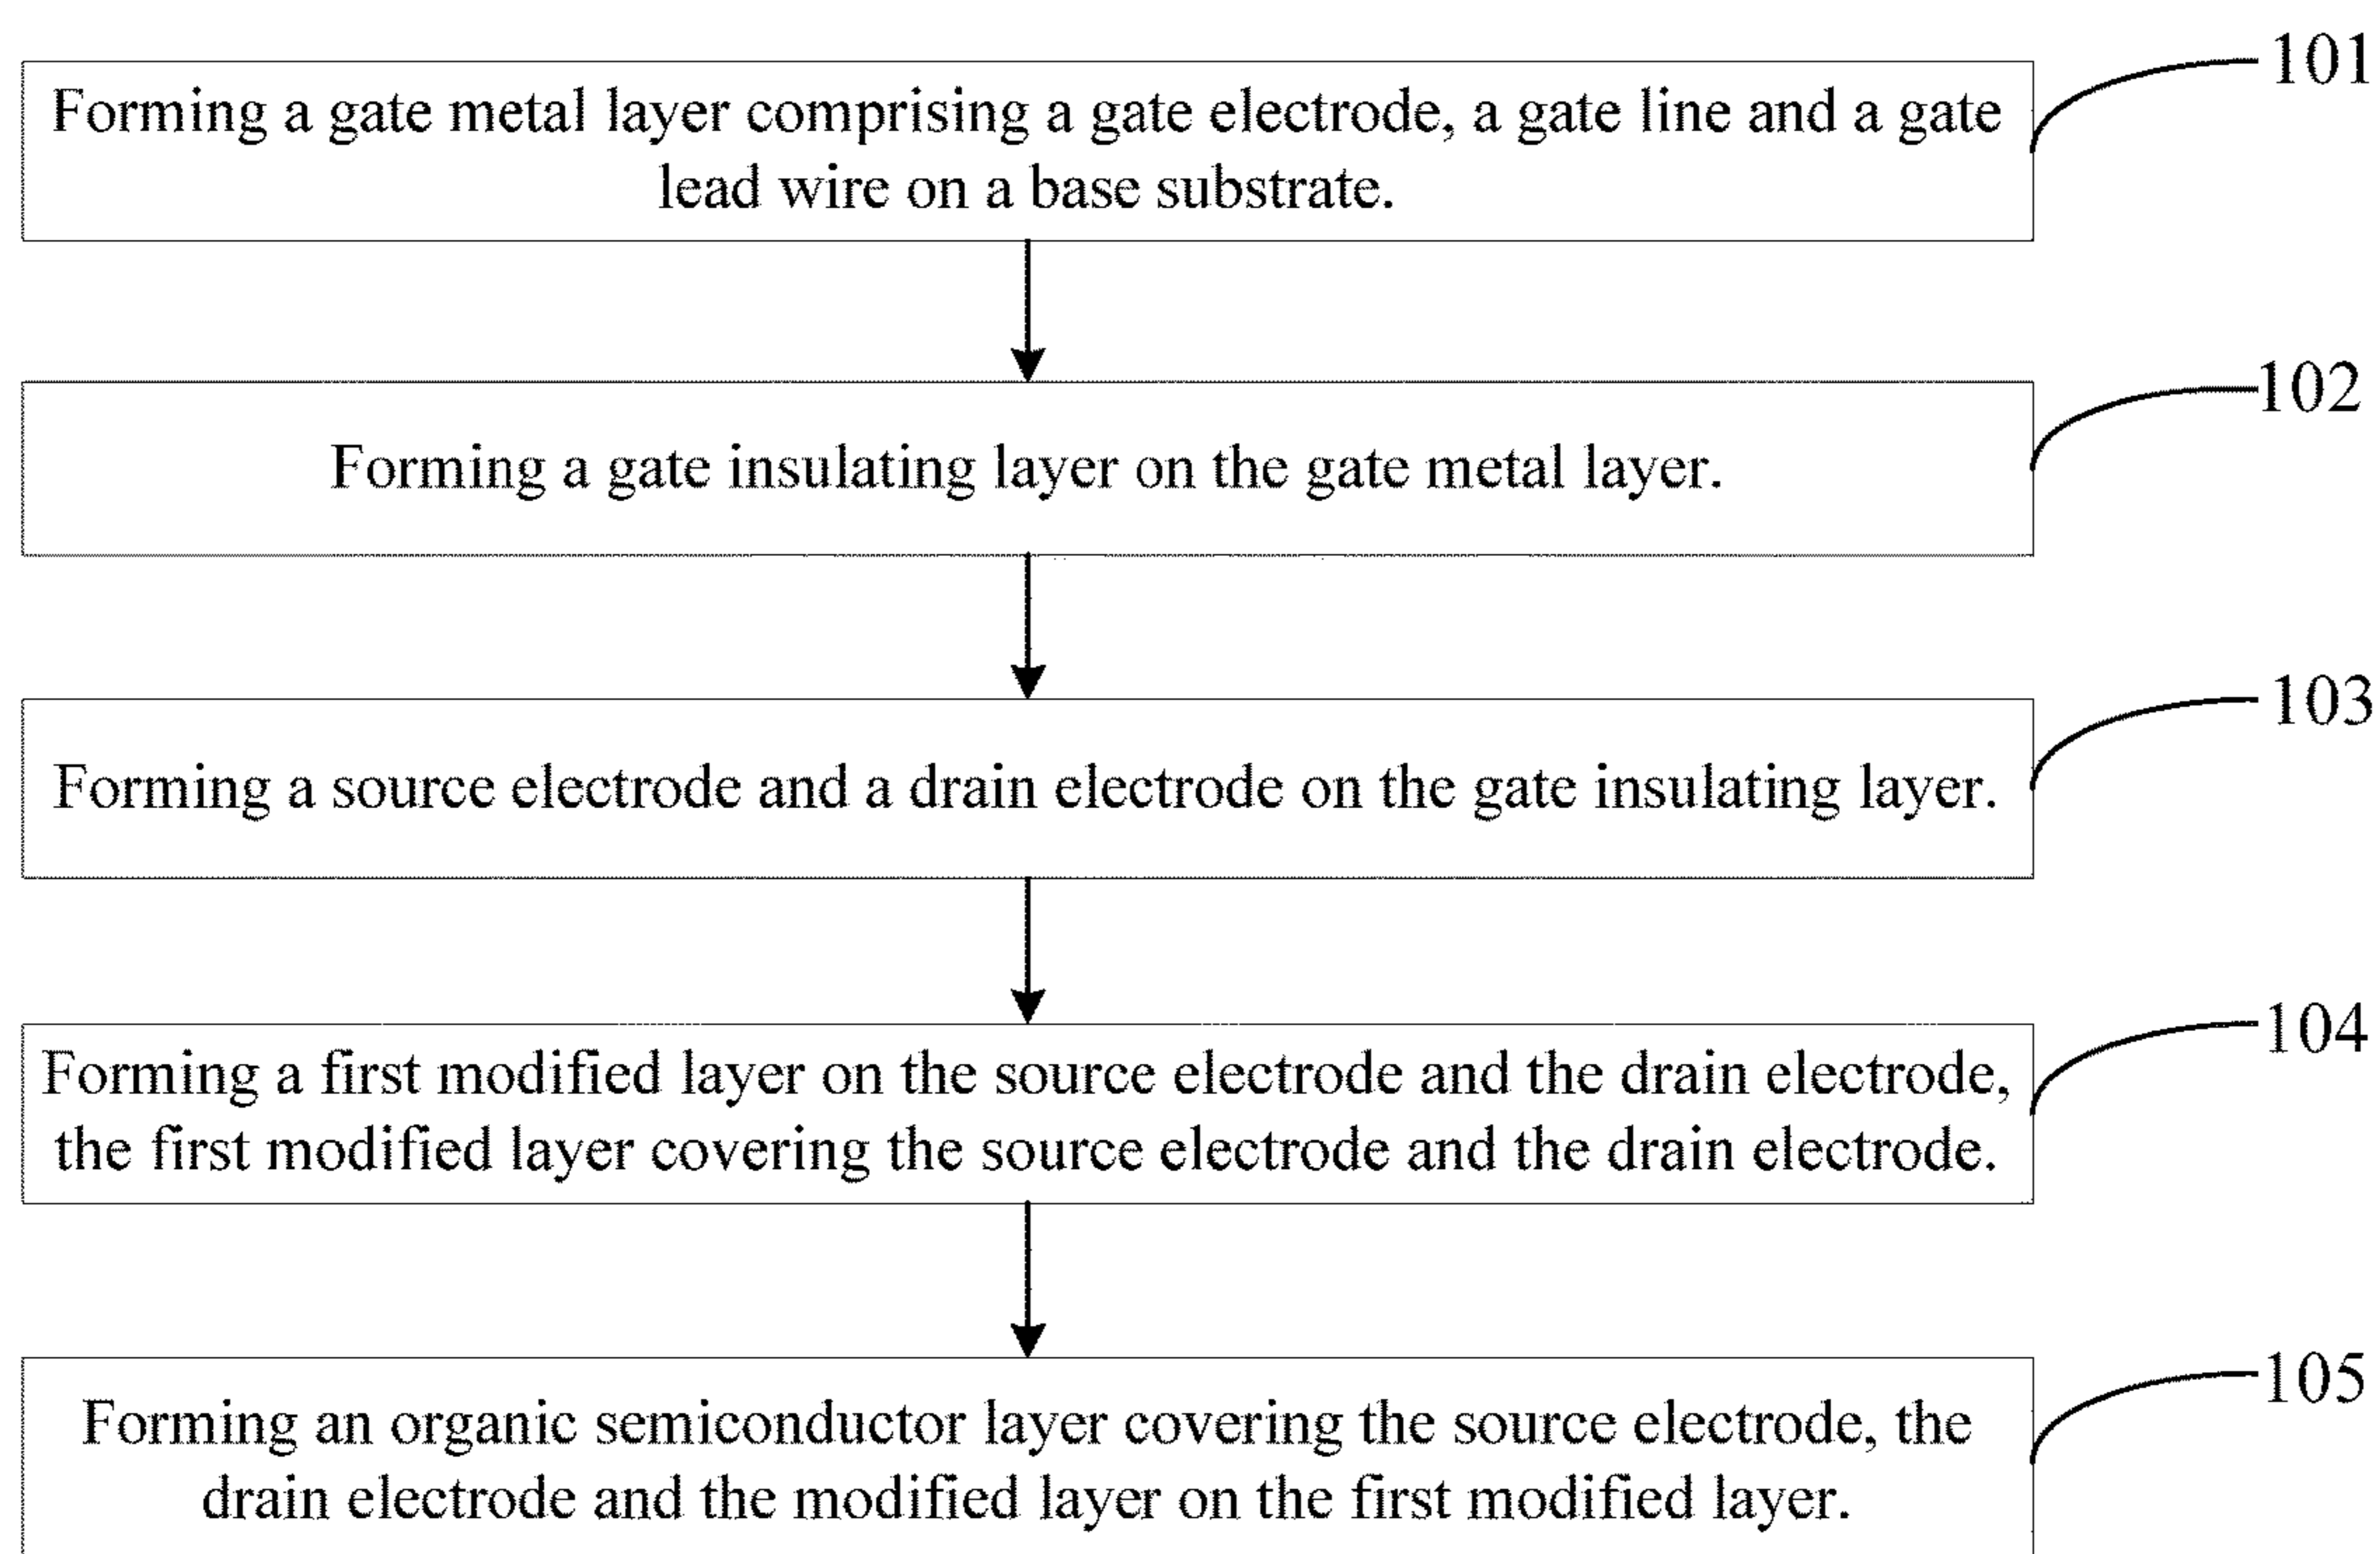 101
Forming a gate metal layer comprising a gate electrode, a gate line and a gate
lead wire on a base substrate.
102
Forming a gate insulating layer on the gate metal layer.
103
Forming a source electrode and a drain electrode on the gate insulating layer.
104
Forming a first modified layer on the source electrode and the drain electrode,
the first modified layer covering the source electrode and the drain electrode.
105
Forming an organic semiconductor layer covering the source electrode, the
drain electrode and the modified layer on the first modified layer.